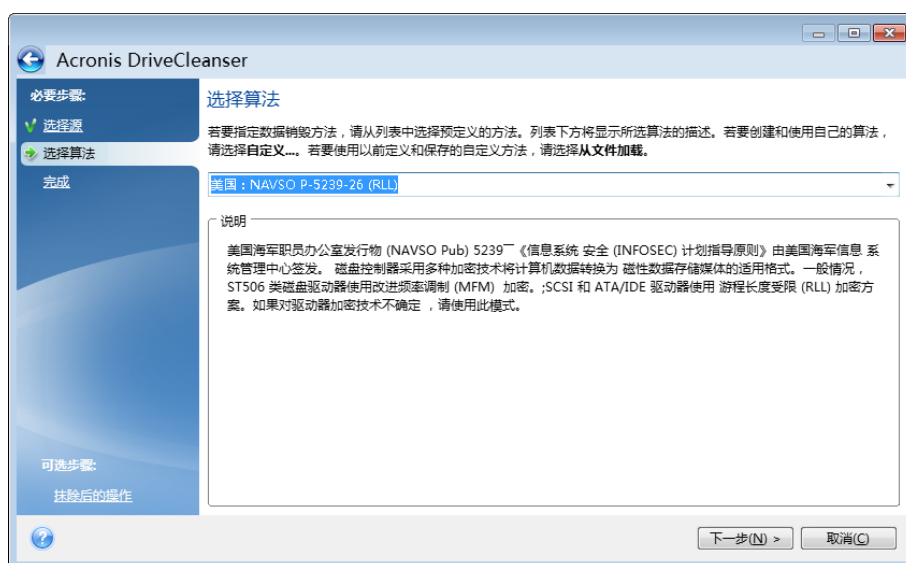 Acronis DriveCleanser
必要步骤:
选择源
选择算法
完成
可选步骤:
抹除后的操作
选择算法
若要指定数据销毁方法，请从列表中选择预定义的方法。列表下方将显示所选算法的描述。若要创建和使用自己的算法，
请选择自定义...。若要使用以前定义和保存的自定义方法，请选择从文件加载。
美国：NAVSO P-5239-26 (RLL)
说明
美国海军职员办公室发行物 (NAVSO Pub) 5239¯《信息系统 安全 (INFOSEC) 计划指导原则》由美国海军信息 系
统管理中心签发。 磁盘控制器采用多种加密技术将计算机数据转换为 磁性数据存储媒体的适用格式。一般情况，
ST506 类磁盘驱动器使用改进频率调制 (MFM) 加密。;SCSI 和 ATA/IDE 驱动器使用 游程长度受限 (RLL) 加密方
案。如果对驱动器加密技术不确定 ，请使用此模式。
下一步(N) >
取消(C)